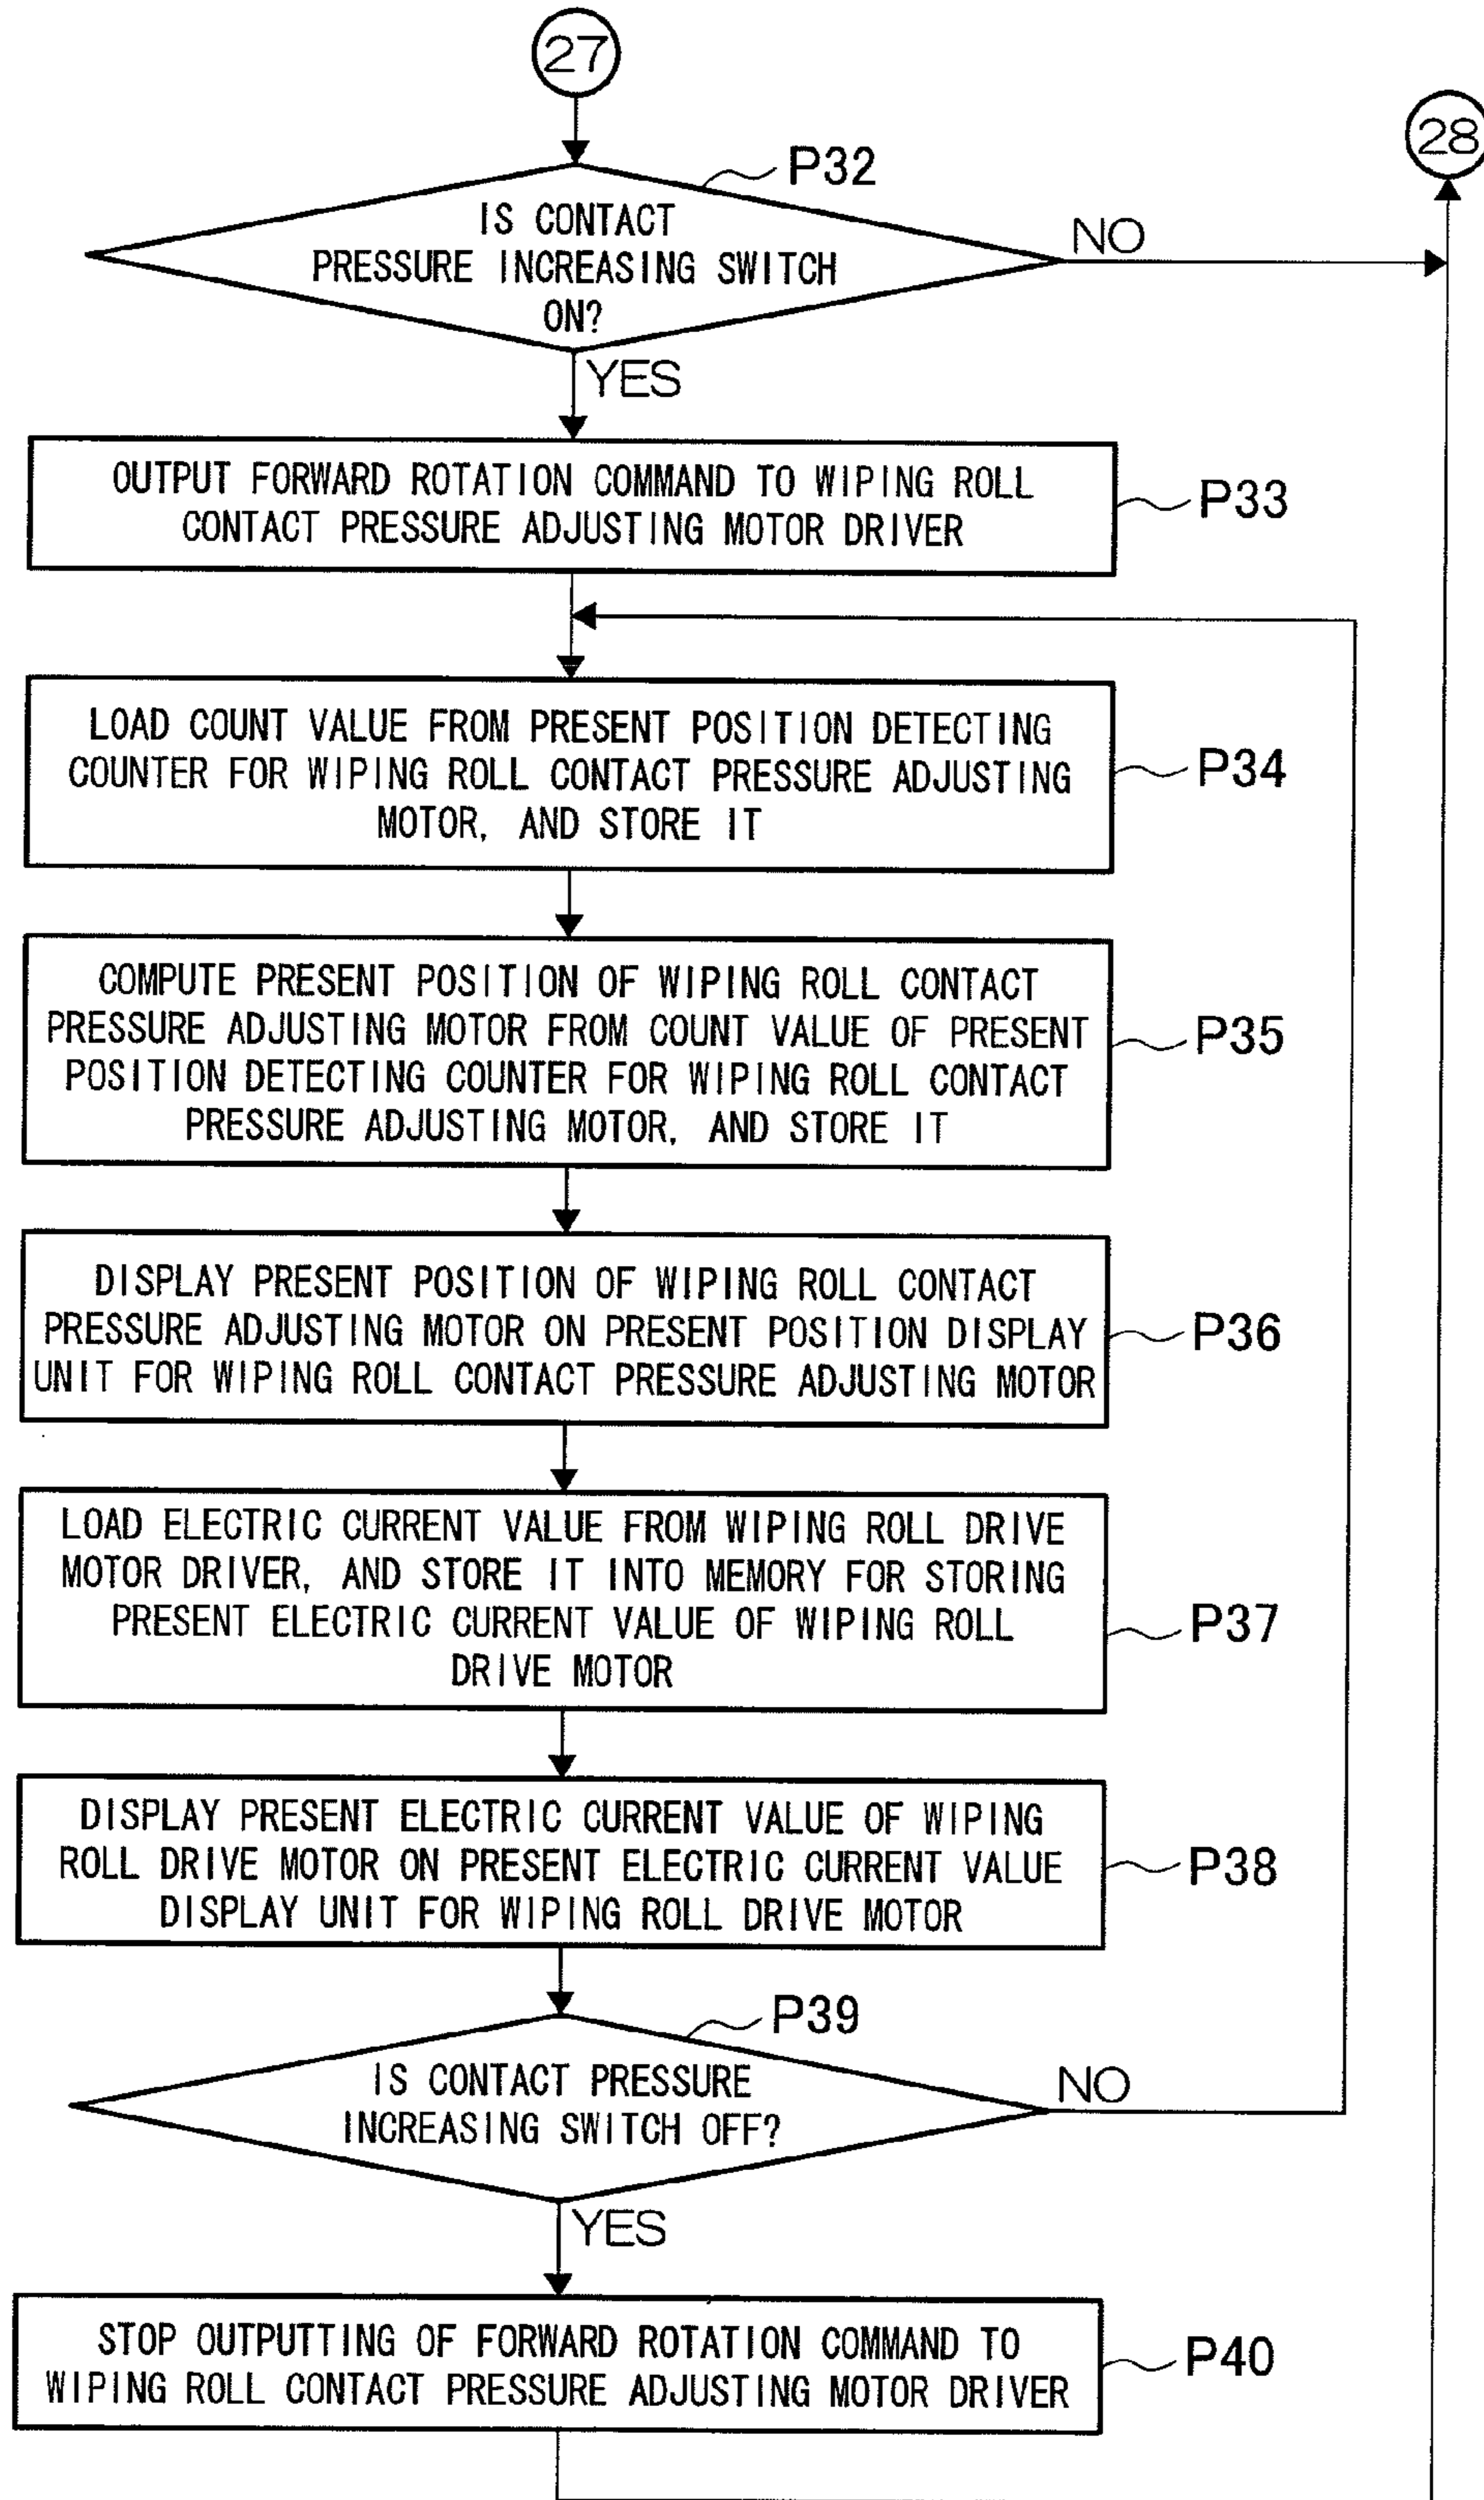 27
28
P32
IS CONTACT
PRESSURE INCREASING SWITCH
ON?
NO
YES
OUTPUT FORWARD ROTATION COMMAND TO WIPING ROLL
CONTACT PRESSURE ADJUSTING MOTOR DRIVER
P33
LOAD COUNT VALUE FROM PRESENT POSITION DETECTING
COUNTER FOR WIPING ROLL CONTACT PRESSURE ADJUSTING
MOTOR, AND STORE IT
P34
COMPUTE PRESENT POSITION OF WIPING ROLL CONTACT
PRESSURE ADJUSTING MOTOR FROM COUNT VALUE OF PRESENT
POSITION DETECTING COUNTER FOR WIPING ROLL CONTACT
PRESSURE ADJUSTING MOTOR, AND STORE IT
P35
DISPLAY PRESENT POSITION OF WIPING ROLL CONTACT
PRESSURE ADJUSTING MOTOR ON PRESENT POSITION DISPLAY
UNIT FOR WIPING ROLL CONTACT PRESSURE ADJUSTING MOTOR
P36
LOAD ELECTRIC CURRENT VALUE FROM WIPING ROLL DRIVE
MOTOR DRIVER, AND STORE IT INTO MEMORY FOR STORING
PRESENT ELECTRIC CURRENT VALUE OF WIPING ROLL
DRIVE MOTOR
P37
DISPLAY PRESENT ELECTRIC CURRENT VALUE OF WIPING
ROLL DRIVE MOTOR ON PRESENT ELECTRIC CURRENT VALUE
DISPLAY UNIT FOR WIPING ROLL DRIVE MOTOR
P38
P39
IS CONTACT PRESSURE
INCREASING SWITCH OFF?
NO
YES
STOP OUTPUTTING OF FORWARD ROTATION COMMAND TO
WIPING ROLL CONTACT PRESSURE ADJUSTING MOTOR DRIVER
P40